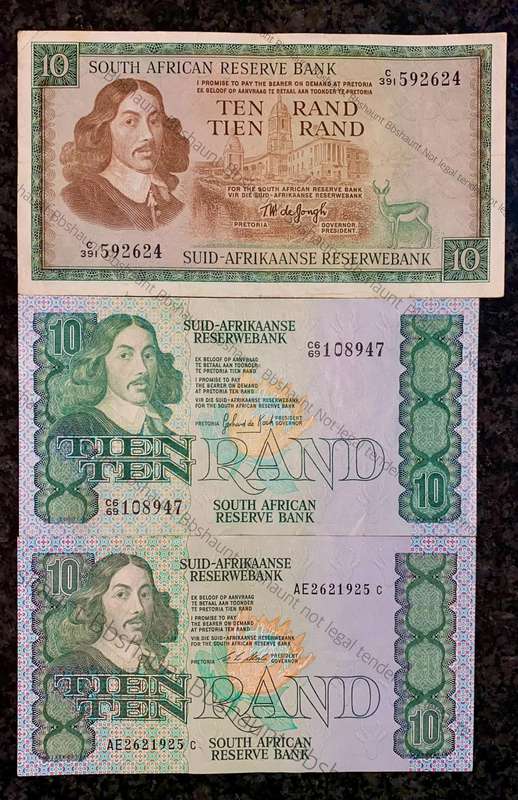 10
SOUTH AFRICAN RESERVE BANK
C/391 592624
I PROMISE TO PAY THE BEARER ON DEMAND AT PRETORIA
EK BELOOF OP AANVRAAG TE BETAAL AAN TOONDER TE PRETORIA
TEN RAND
TIEN RAND
FOR THE SOUTH AFRICAN RESERVE BANK
VIR DIE SUID-AFRIKAANSE RESERWEBANK
TW de Jongh
PRETORIA GOVERNOR
PRESIDENT
C/391 592624
SUID-AFRIKAANSE RESERWEBANK
10
10
SUID-AFRIKAANSE
RESERWEBANK
C6/69 108947
EK BELOOF OP AANVRAAG
TE BETAAL AAN TOONDER
TE PRETORIA TIEN RAND
I PROMISE TO PAY
THE BEARER ON DEMAND
AT PRETORIA TEN RAND
VIR DIE SUID-AFRIKAANSE RESERWEBANK
FOR THE SOUTH AFRICAN RESERVE BANK
PRETORIA Gerhard de Kock PRESIDENT
GOVERNOR
TIEN
TEN RAND
10
C6/69 108947
SOUTH AFRICAN
RESERVE BANK
10
SUID-AFRIKAANSE
RESERWEBANK
AE2621925 C
EK BELOOF OP AANVRAAG
TE BETAAL AAN TOONDER
TE PRETORIA TIEN RAND
I PROMISE TO PAY
THE BEARER ON DEMAND
AT PRETORIA TEN RAND
VIR DIE SUID-AFRIKAANSE RESERWEBANK
FOR THE SOUTH AFRICAN RESERVE BANK
PRETORIA PRESIDENT
GOVERNOR
TIEN
TEN RAND
10
AE2621925 C
SOUTH AFRICAN
RESERVE BANK
Bbshaunt Not legal tender